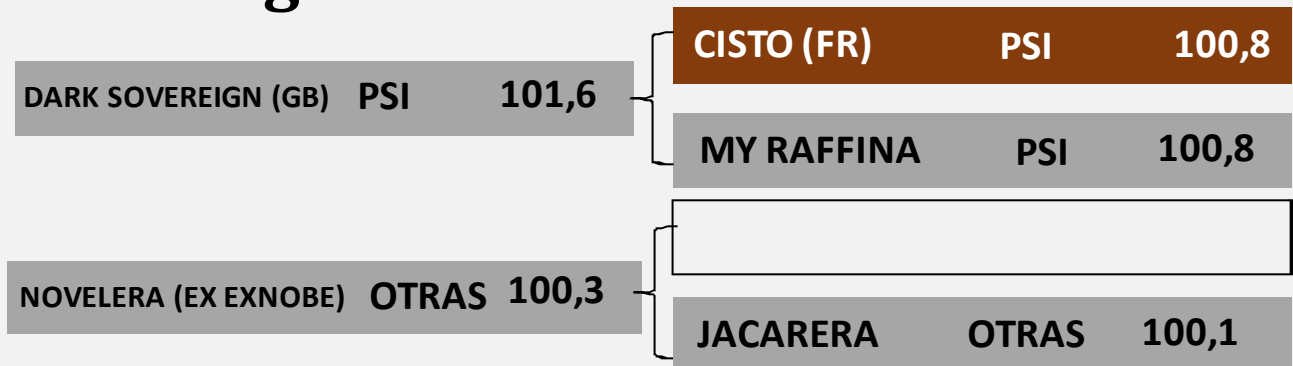 CISTO (FR) PSI 100,8
DARK SOVEREIGN (GB) PSI 101,6
MY RAFFINA PSI 100,8
NOVELERA (EX EXNOBE) OTRAS 100,3
JACARERA OTRAS 100,1